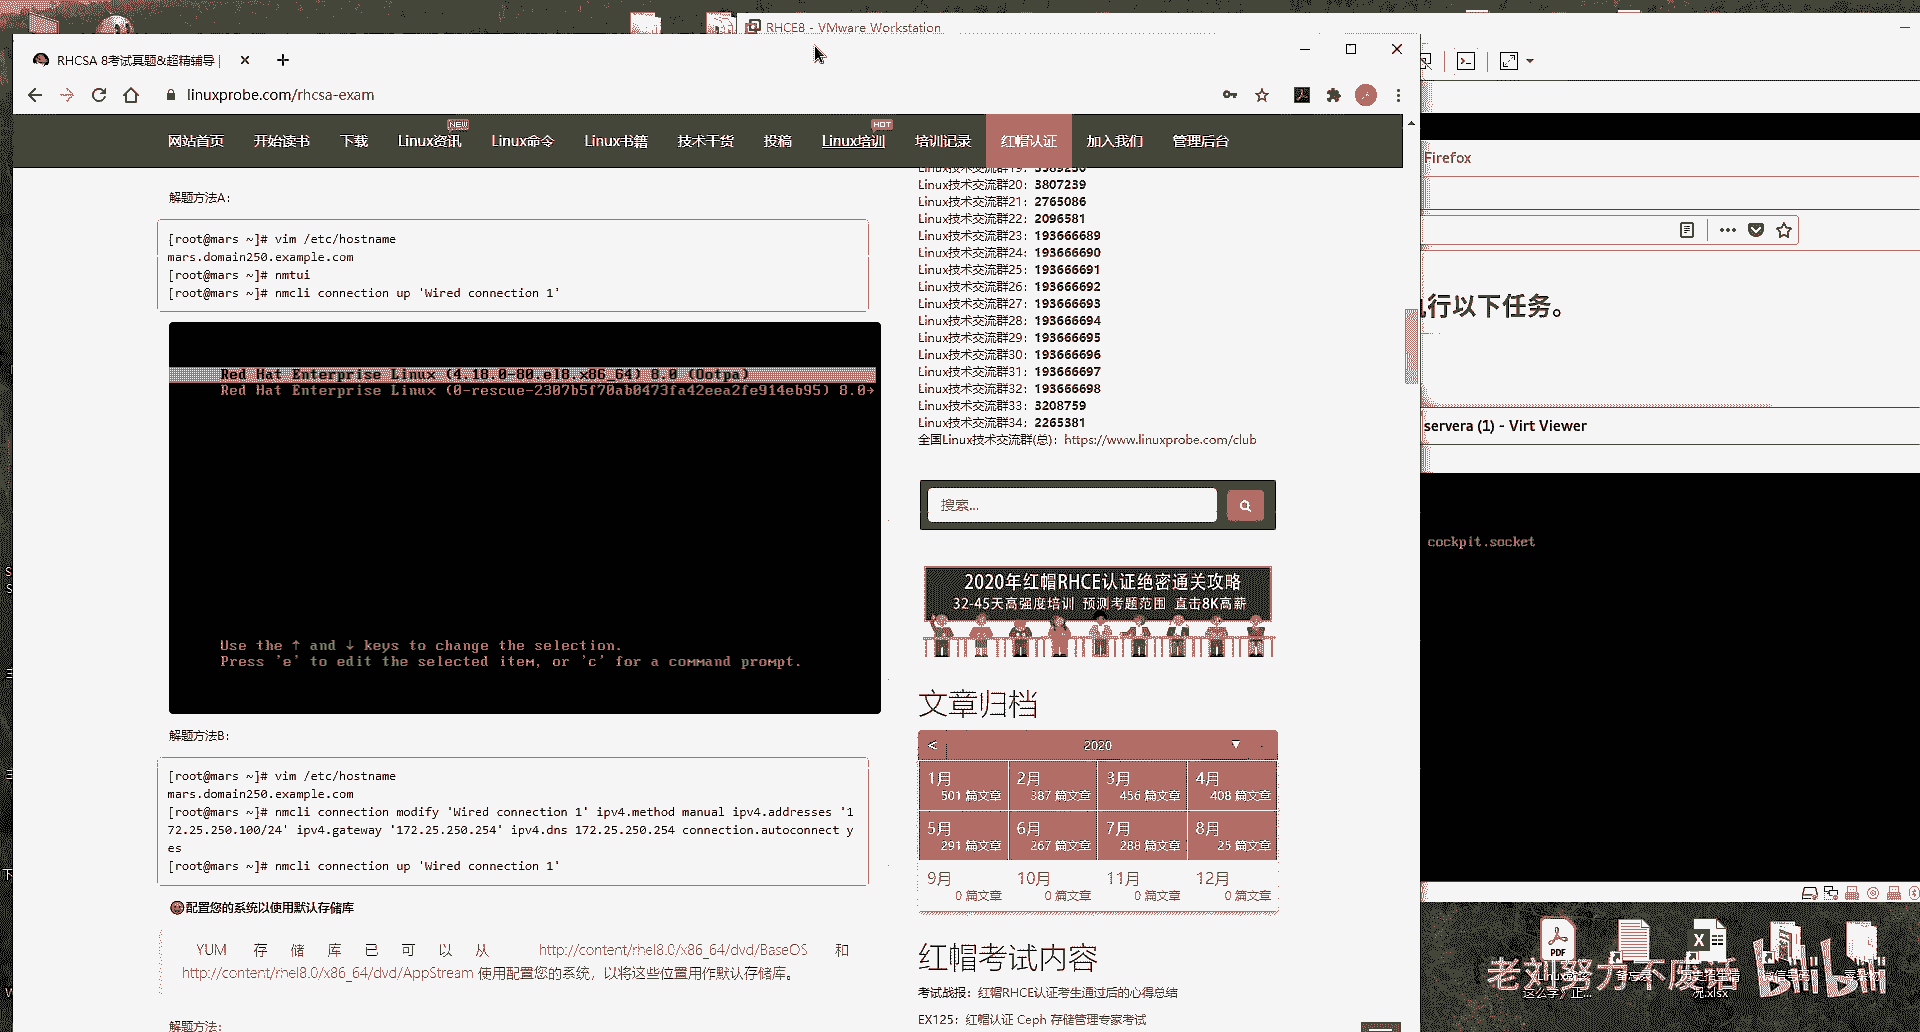 RHCE8 - VMware Workstation
RHCSA 8考试真题&超精辅导 |
linuxprobe.com/rhcsa-exam
网站首页
开始读书
下载
Linux资讯
NEW
Linux命令
Linux书籍
技术干货
投稿
Linux培训
HOT
培训记录
红帽认证
加入我们
管理后台
解题方法A:
[root@mars ~]# vim /etc/hostname
mars.domain250.example.com
[root@mars ~]# nmtui
[root@mars ~]# nmcli connection up 'Wired connection 1'
Red Hat Enterprise Linux (4.18.0-80.el8.x86_64) 8.0 (Ootpa)
Red Hat Enterprise Linux (0-rescue-2307b5f70ab0473fa42eea2fe914eb95) 8.0→
Use the ↑ and ↓ keys to change the selection.
Press 'e' to edit the selected item, or 'c' for a command prompt.
解题方法B:
[root@mars ~]# vim /etc/hostname
mars.domain250.example.com
[root@mars ~]# nmcli connection modify 'Wired connection 1' ipv4.method manual ipv4.addresses '1
72.25.250.100/24' ipv4.gateway '172.25.250.254' ipv4.dns 172.25.250.254 connection.autoconnect y
es
[root@mars ~]# nmcli connection up 'Wired connection 1'
配置您的系统以使用默认存储库
YUM 存储库已可以从 http://content/rhel8.0/x86_64/dvd/BaseOS 和
http://content/rhel8.0/x86_64/dvd/AppStream 使用配置您的系统，以将这些位置用作默认存储库。
解题方法:
Linux技术交流群19：
Linux技术交流群20：3807239
Linux技术交流群21：2765086
Linux技术交流群22：2096581
Linux技术交流群23：193666689
Linux技术交流群24：193666690
Linux技术交流群25：193666691
Linux技术交流群26：193666692
Linux技术交流群27：193666693
Linux技术交流群28：193666694
Linux技术交流群29：193666695
Linux技术交流群30：193666696
Linux技术交流群31：193666697
Linux技术交流群32：193666698
Linux技术交流群33：3208759
Linux技术交流群34：2265381
全国Linux技术交流群(总)：https://www.linuxprobe.com/club
搜索...
2020年红帽RHCE认证绝密通关攻略
32-45天高强度培训 预测考题范围 直击8K高薪
文章归档
< 2020 ▼
1月 2月 3月 4月
501 篇文章 387 篇文章 456 篇文章 408 篇文章
5月 6月 7月 8月
291 篇文章 267 篇文章 288 篇文章 25 篇文章
9月 10月 11月 12月
0 篇文章 0 篇文章 0 篇文章 0 篇文章
红帽考试内容
考试战报：红帽RHCE认证考生通过后的心得总结
EX125：红帽认证 Ceph 存储管理专家考试
Firefox
行以下任务。
servera (1) - Virt Viewer
cockpit.socket
PDF
老刘努力不废话
bilibili
况.xlsx